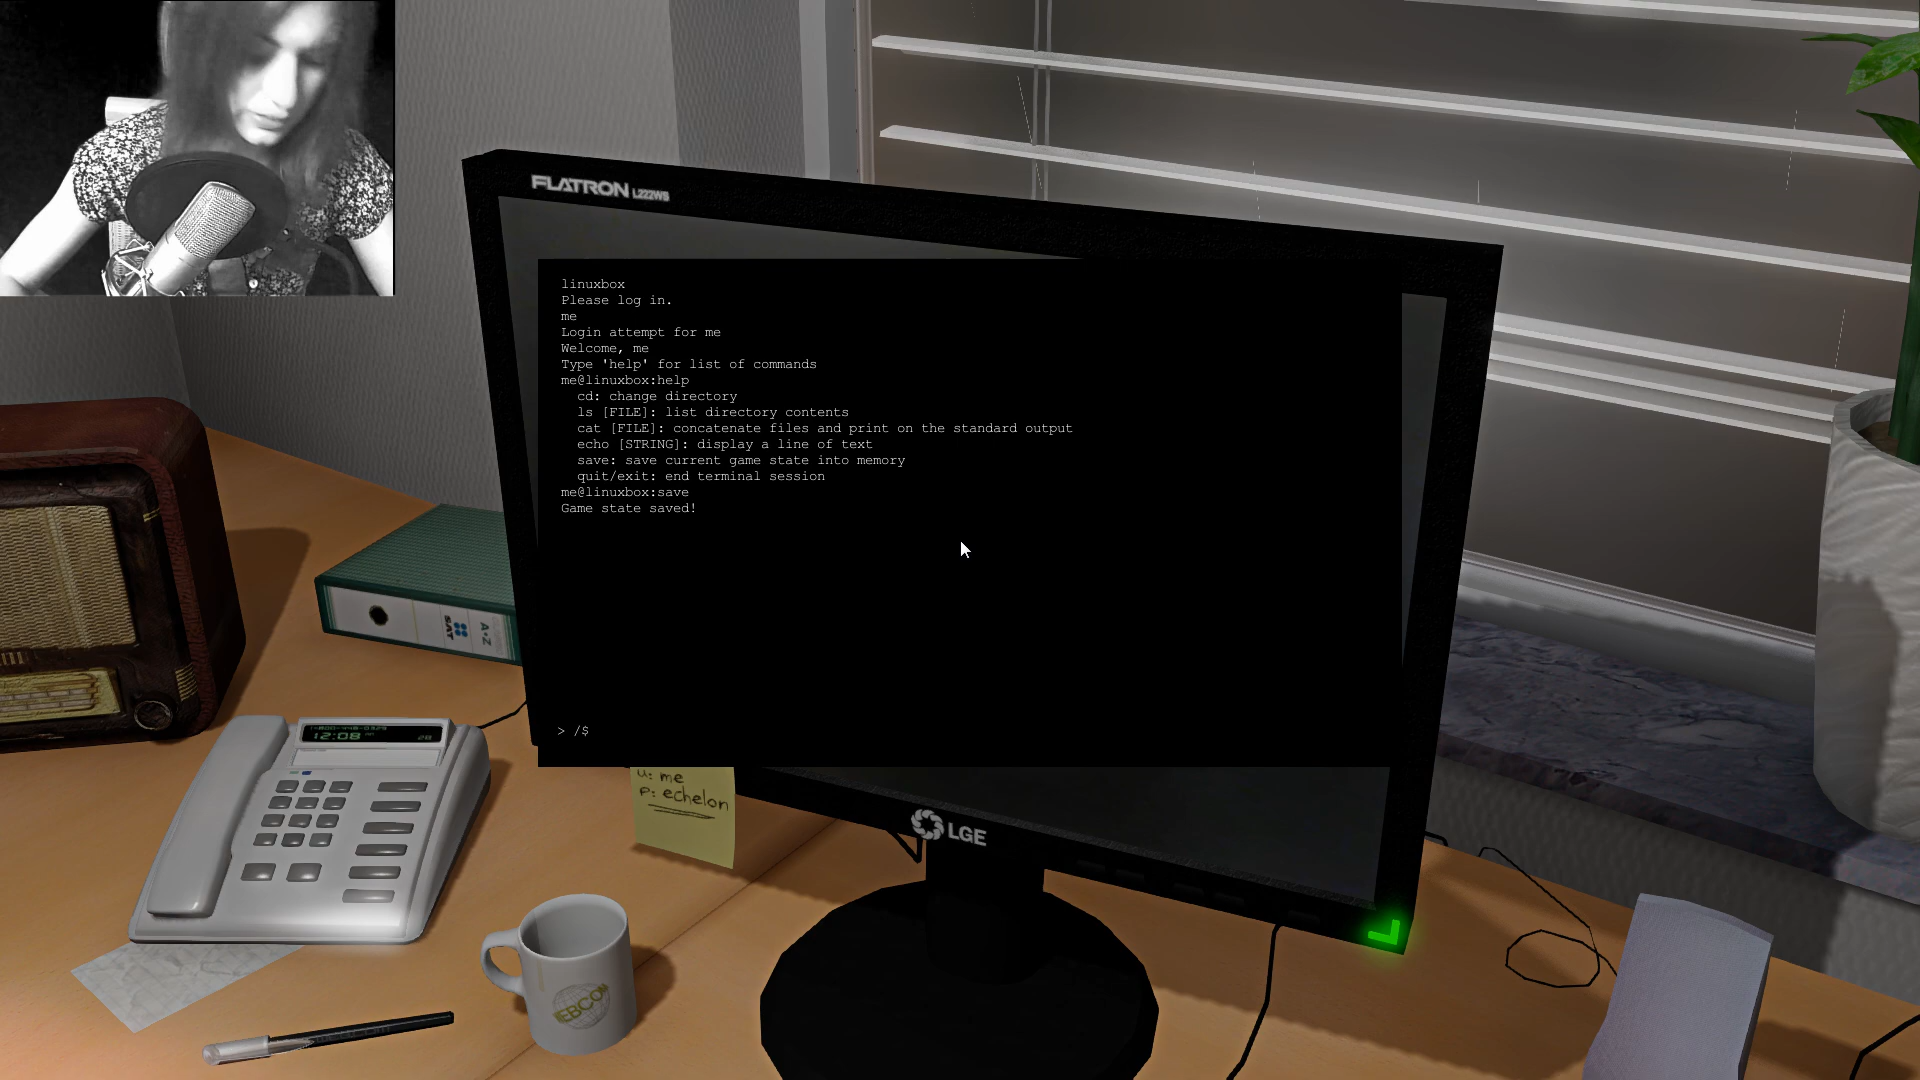 FLATRON L222WS
linuxbox
Please log in.
me
Login attempt for me
Welcome, me
Type 'help' for list of commands
me@linuxbox:help
cd: change directory
ls [FILE]: list directory contents
cat [FILE]: concatenate files and print on the standard output
echo [STRING]: display a line of text
save: save current game state into memory
quit/exit: end terminal session
me@linuxbox:save
Game state saved!
> /$
SAT
A-Z
12:08
28
u: me
p: echelon
LGE